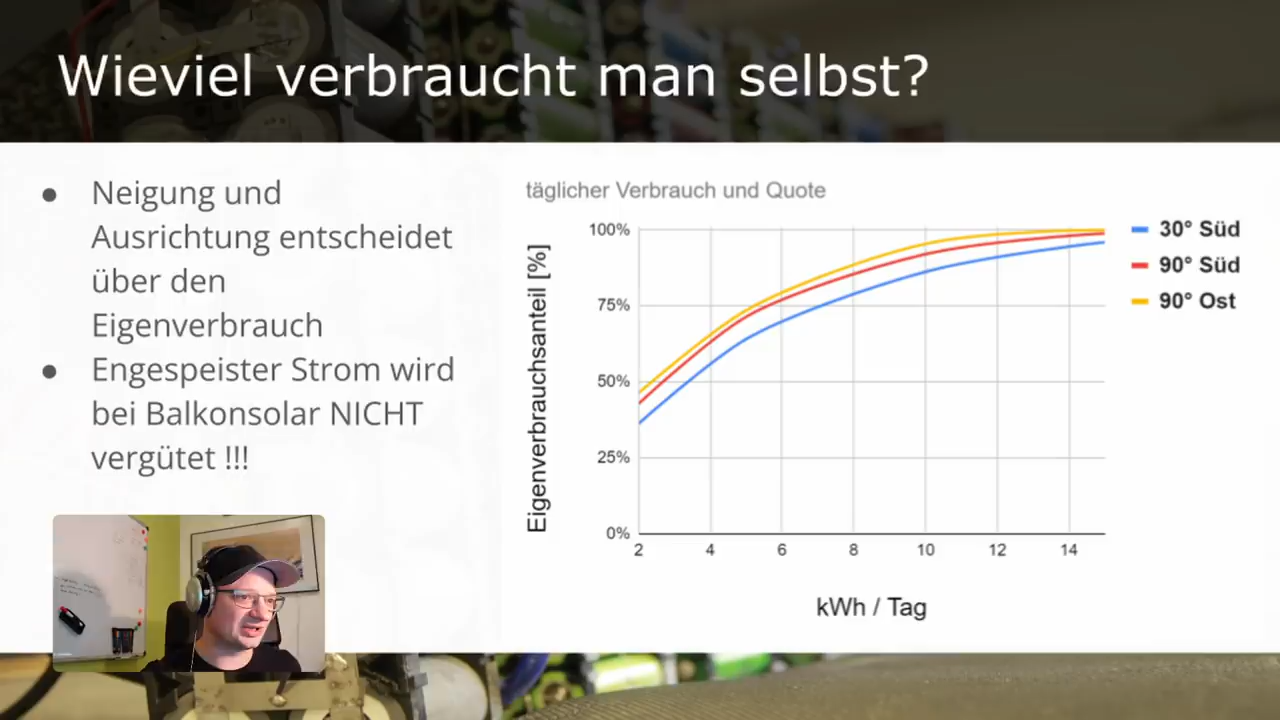 Wieviel verbraucht man selbst?
● Neigung und
Ausrichtung entscheidet
über den
Eigenverbrauch
● Engespeister Strom wird
bei Balkonsolar NICHT
vergütet !!!
täglicher Verbrauch und Quote
Eigenverbrauchsanteil [%]
100%
75%
50%
25%
0%
2 4 6 8 10 12 14
kWh / Tag
30° Süd
90° Süd
90° Ost